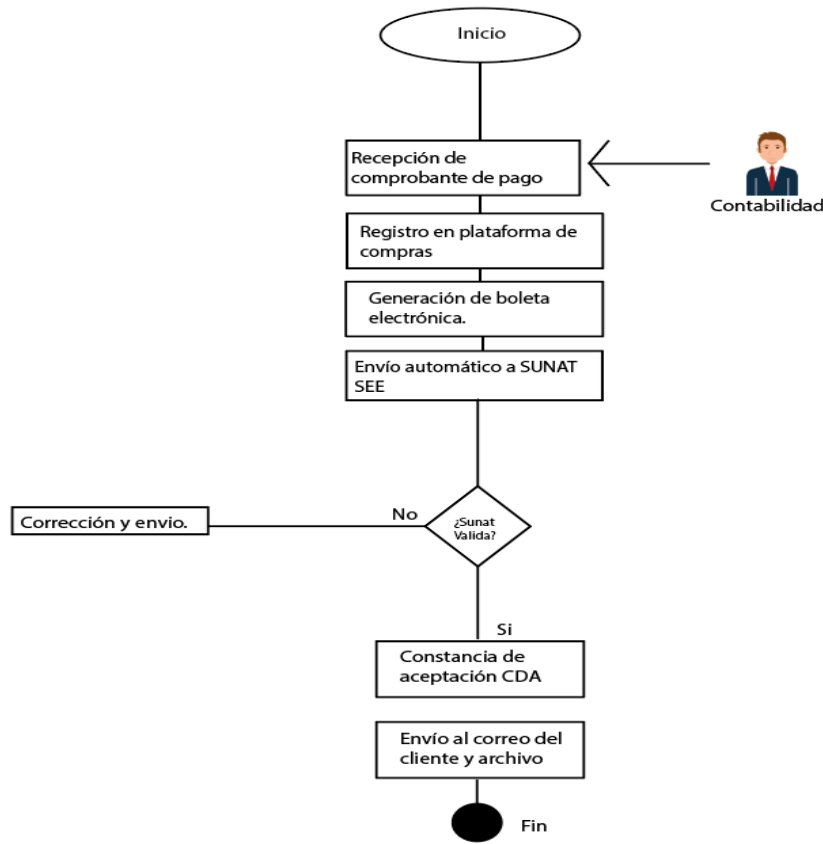 Inicio
Recepción de
comprobante de pago
Contabilidad
Registro en plataforma de
compras
Generación de boleta
electrónica.
Envío automático a SUNAT
SEE
¿Sunat
Valida?
No
Corrección y envio.
Si
Constancia de
aceptación CDA
Envío al correo del
cliente y archivo
Fin